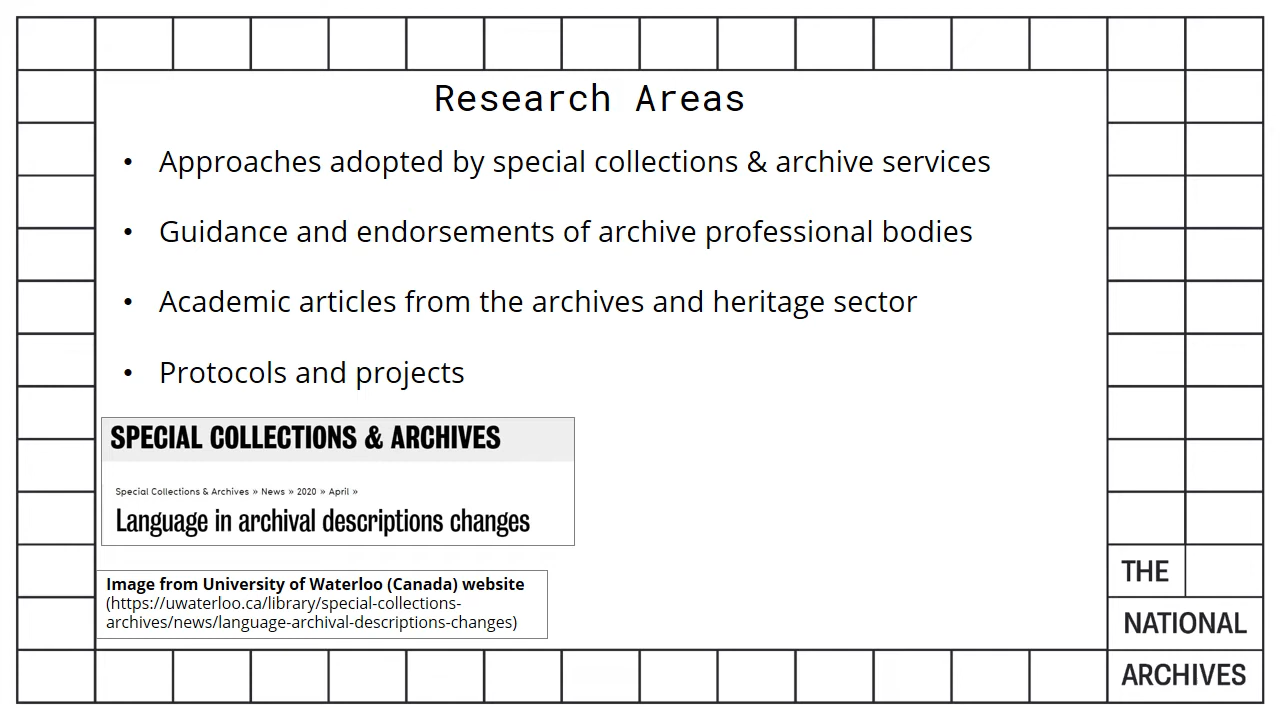 Research Areas
• Approaches adopted by special collections & archive services
• Guidance and endorsements of archive professional bodies
• Academic articles from the archives and heritage sector
• Protocols and projects
SPECIAL COLLECTIONS & ARCHIVES
Special Collections & Archives » News » 2020 » April »
Language in archival descriptions changes
Image from University of Waterloo (Canada) website
(https://uwaterloo.ca/library/special-collections-
archives/news/language-archival-descriptions-changes)
THE
NATIONAL
ARCHIVES